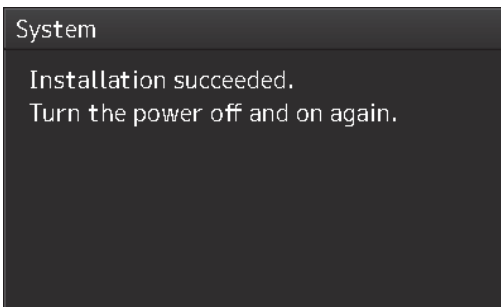 System
Installation succeeded.
Turn the power off and on again.